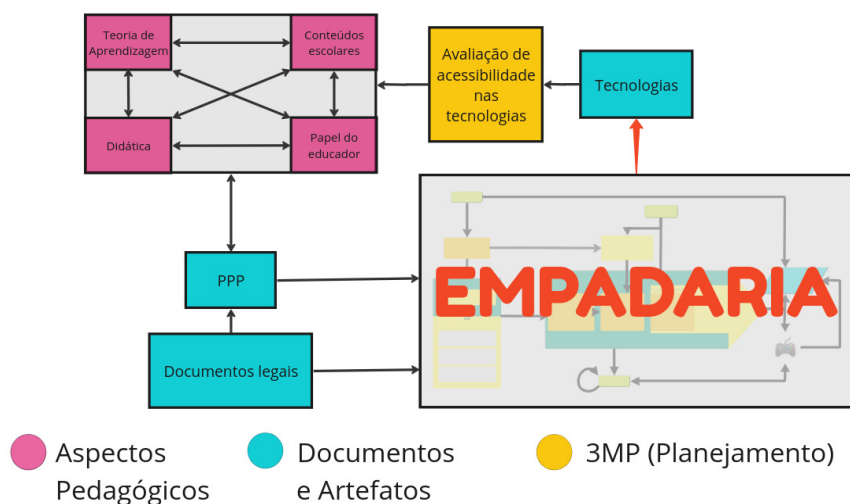 Teoria de
Aprendizagem
Conteúdos
escolares
Didática
Papel do
educador
Avaliação de
acessibilidade
nas
tecnologias
Tecnologias
PPP
Documentos legais
EMPADARIA
Aspectos
Pedagógicos
Documentos
e Artefatos
3MP (Planejamento)